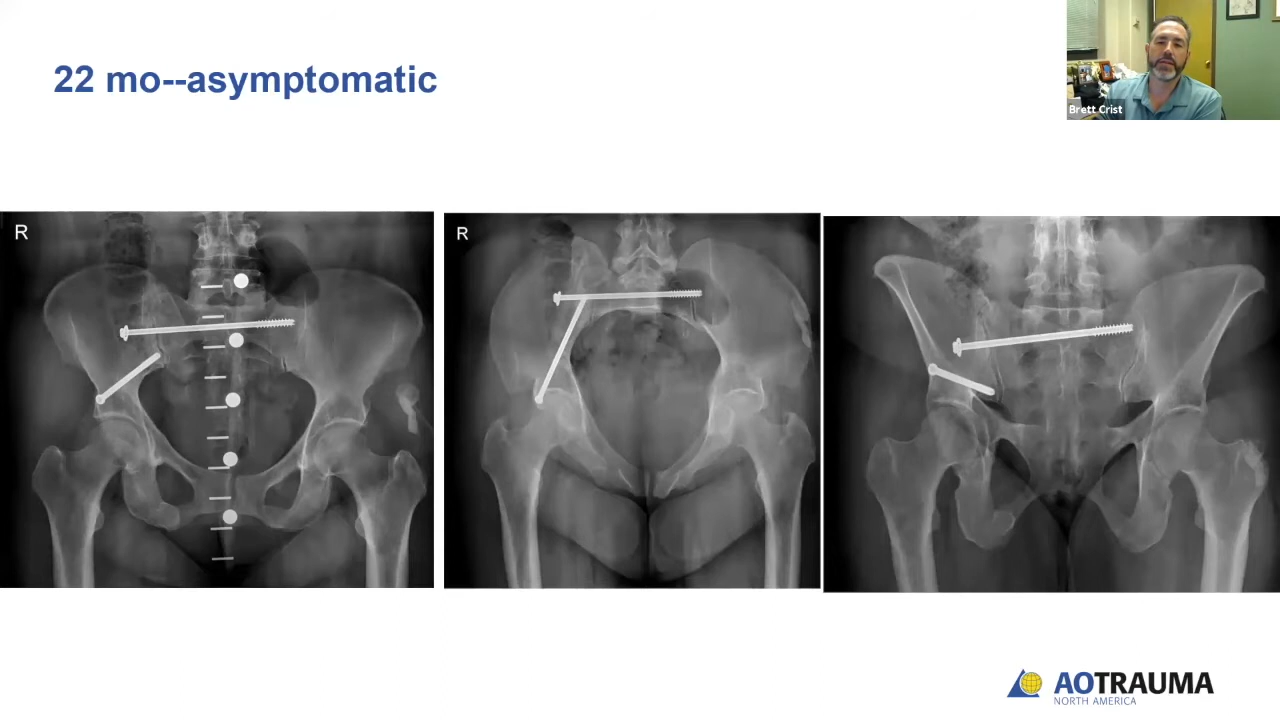 22 mo--asymptomatic
Brett Crist
R
R
AOTRAUMA
NORTH AMERICA